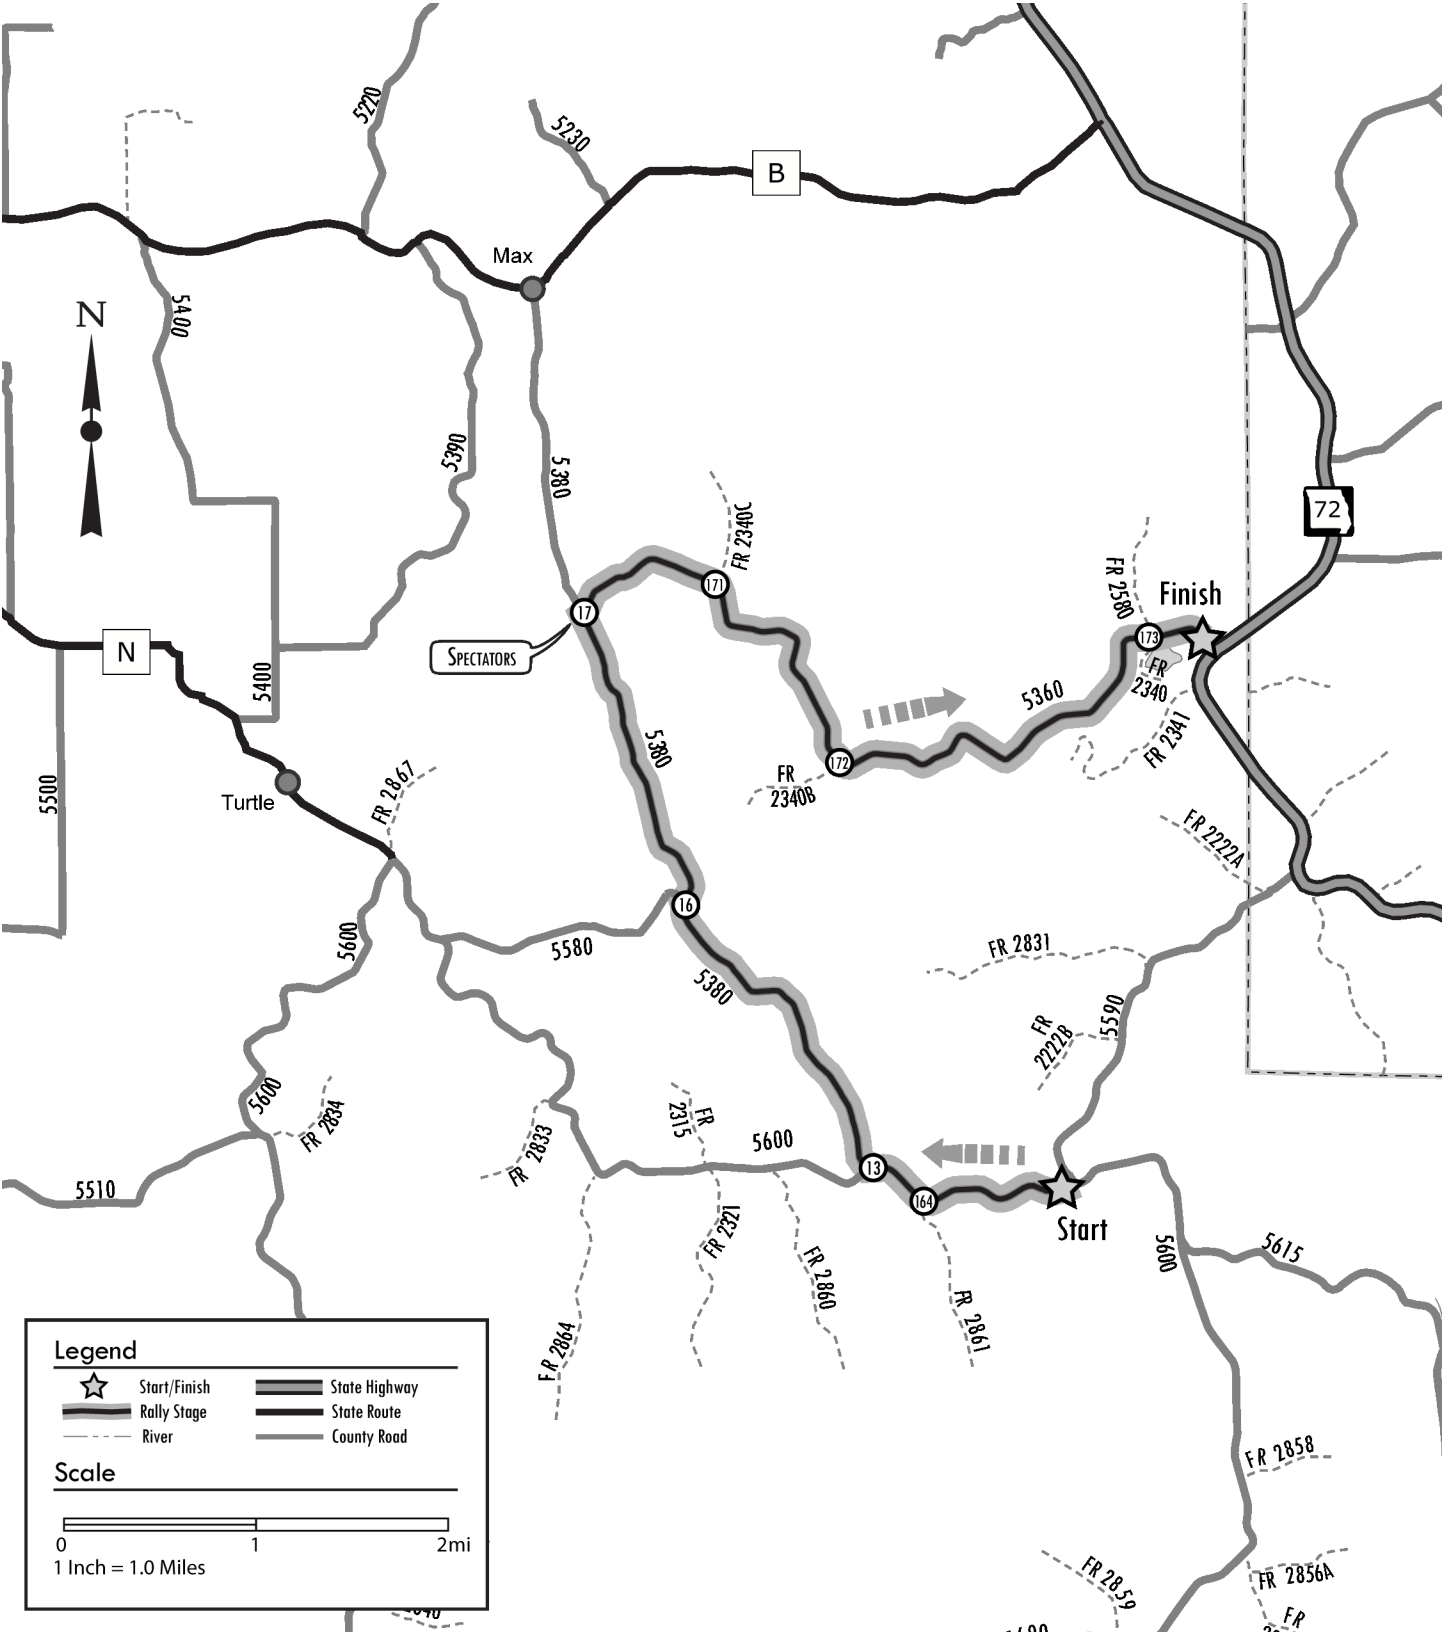 5220
5230
B
Max
5400
N
5390
5380
72
FR 2340C
171
FR 2580
Finish
17
173
N
SPECTATORS
FR
2340
5400
5360
FR 2341
5380
172
FR
2340B
5500
Turtle
FR 2867
FR 2222A
16
5600
5580
FR 2831
5380
5590
FR
2222B
5600
FR 2834
FR
2315
FR 2833
5600
13
5510
164
Start
FR 2321
5600
5615
FR 2860
FR 2861
FR 2864
Legend
Start/Finish
State Highway
Rally Stage
State Route
River
County Road
FR 2858
Scale
0 1 2mi
1 Inch = 1.0 Miles
FR 2859
FR 2856A
FR